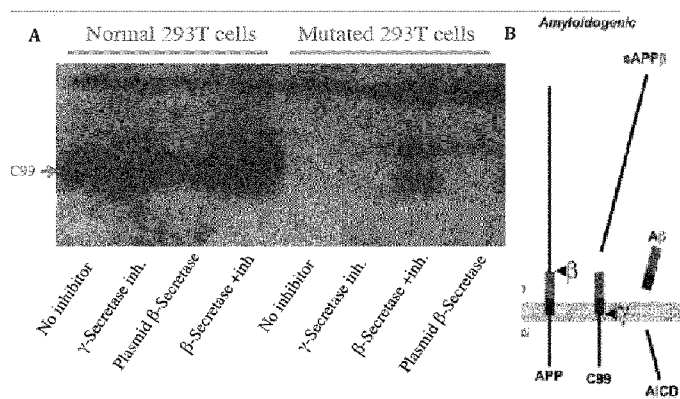 A
Normal 293T cells
Mutated 293T cells
C99
No inhibitor
γ-Secretase inh.
Plasmid β-Secretase
β-Secretase +inh
No inhibitor
γ-Secretase inh.
β-Secretase +inh.
Plasmid β-Secretase
B
Amyloidogenic
sAPPβ
Aβ
β
γ
APP
C99
AICD